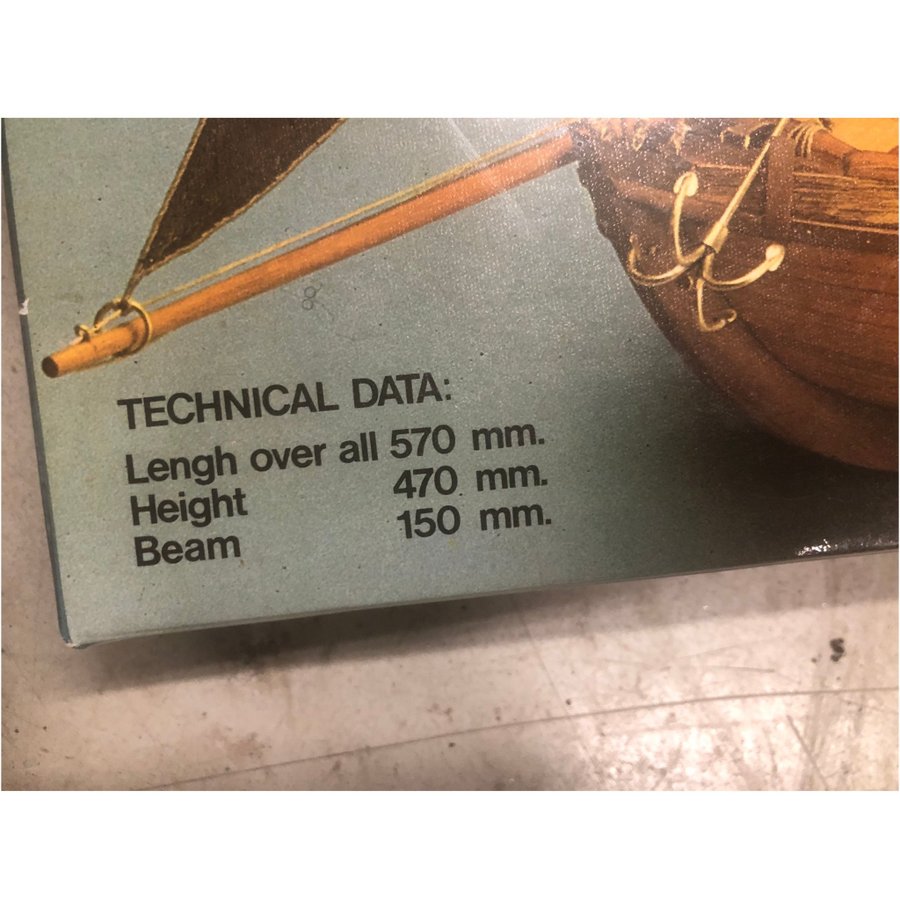 TECHNICAL DATA:
Lengh over all 570 mm.
Height 470 mm.
Beam 150 mm.